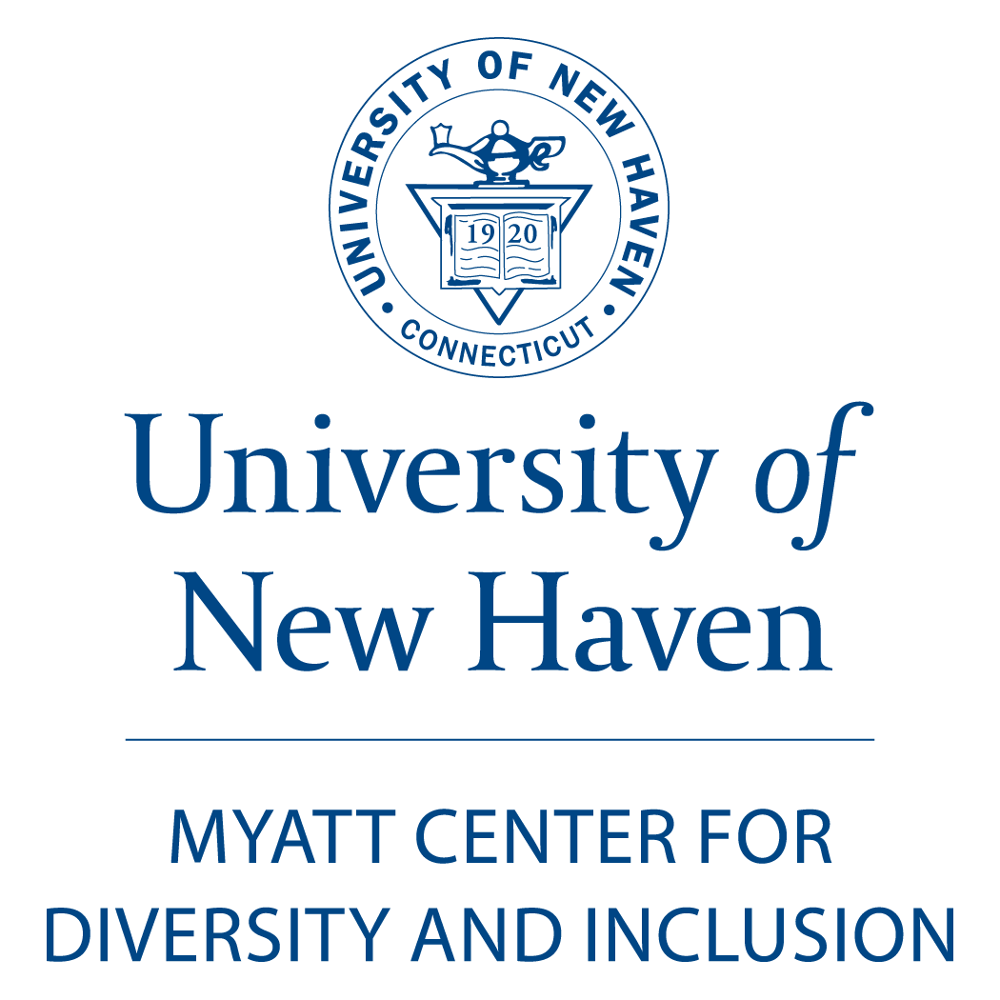 UNIVERSITY OF NEW HAVEN
19 20
• CONNECTICUT •
University of
New Haven
MYATT CENTER FOR
DIVERSITY AND INCLUSION